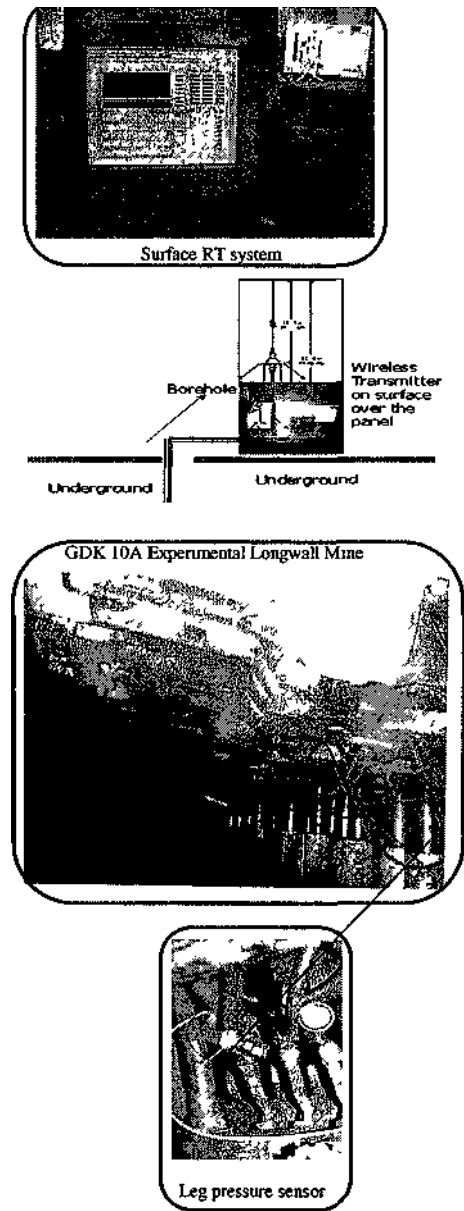 Surface RT system
Borehole
Wireless
Transmitter
on surface
over the
panel
Underground
Underground
GDK 10A Experimental Longwall Mine
Leg pressure sensor